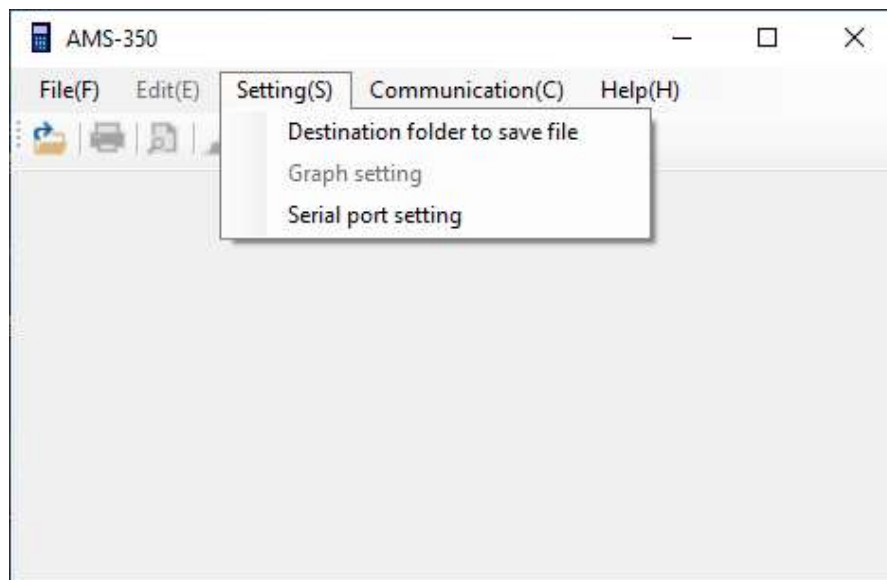 AMS-350
File(F) Edit(E) Setting(S) Communication(C) Help(H)
Destination folder to save file
Graph setting
Serial port setting